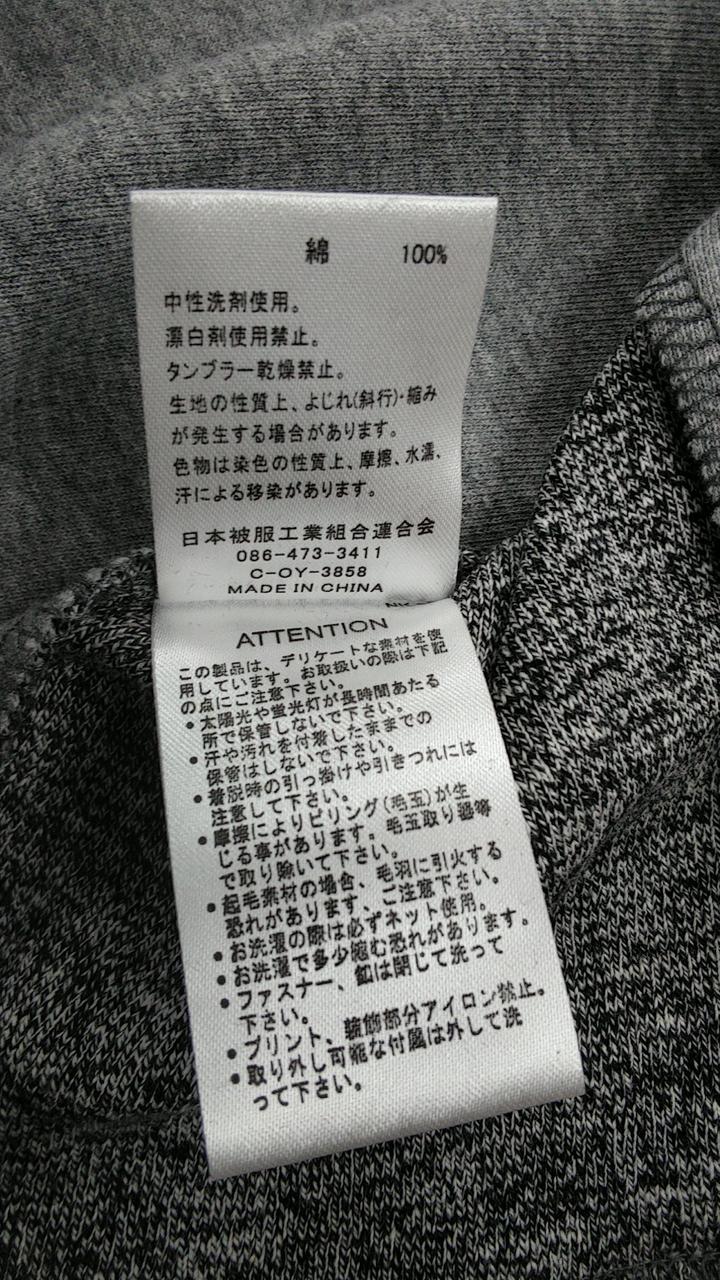 綿 100%
中性洗剤使用。
漂白剤使用禁止。
タンブラー乾燥禁止。
生地の性質上、よじれ(斜行)・縮み
が発生する場合があります。
色物は染色の性質上、摩擦、水濡、
汗による移染があります。
日本被服工業組合連合会
086-473-3411
C-OY-3858
MADE IN CHINA
NK
ATTENTION
この製品は、デリケートな素材を使
用しています。お取扱いの際は下記
の点にご注意下さい。
●太陽光や蛍光灯が長時間あたる
所で保管しないで下さい。
●汗や汚れを付着したままでの
保管はしないで下さい。
●着脱時の引っ掛けや引きつれには
注意して下さい。
●摩擦によりピリング(毛玉)が生
じる事があります。毛玉取り器等
で取り除いて下さい。
●起毛素材の場合、毛羽に引火する
恐れがあります、ご注意下さい。
●お洗濯の際は必ずネット使用。
●お洗濯で多少縮む恐れがあります。
●ファスナー、釦は閉じて洗って
下さい。
●プリント、装飾部分アイロン禁止。
●取り外し可能な付属は外して洗
って下さい。